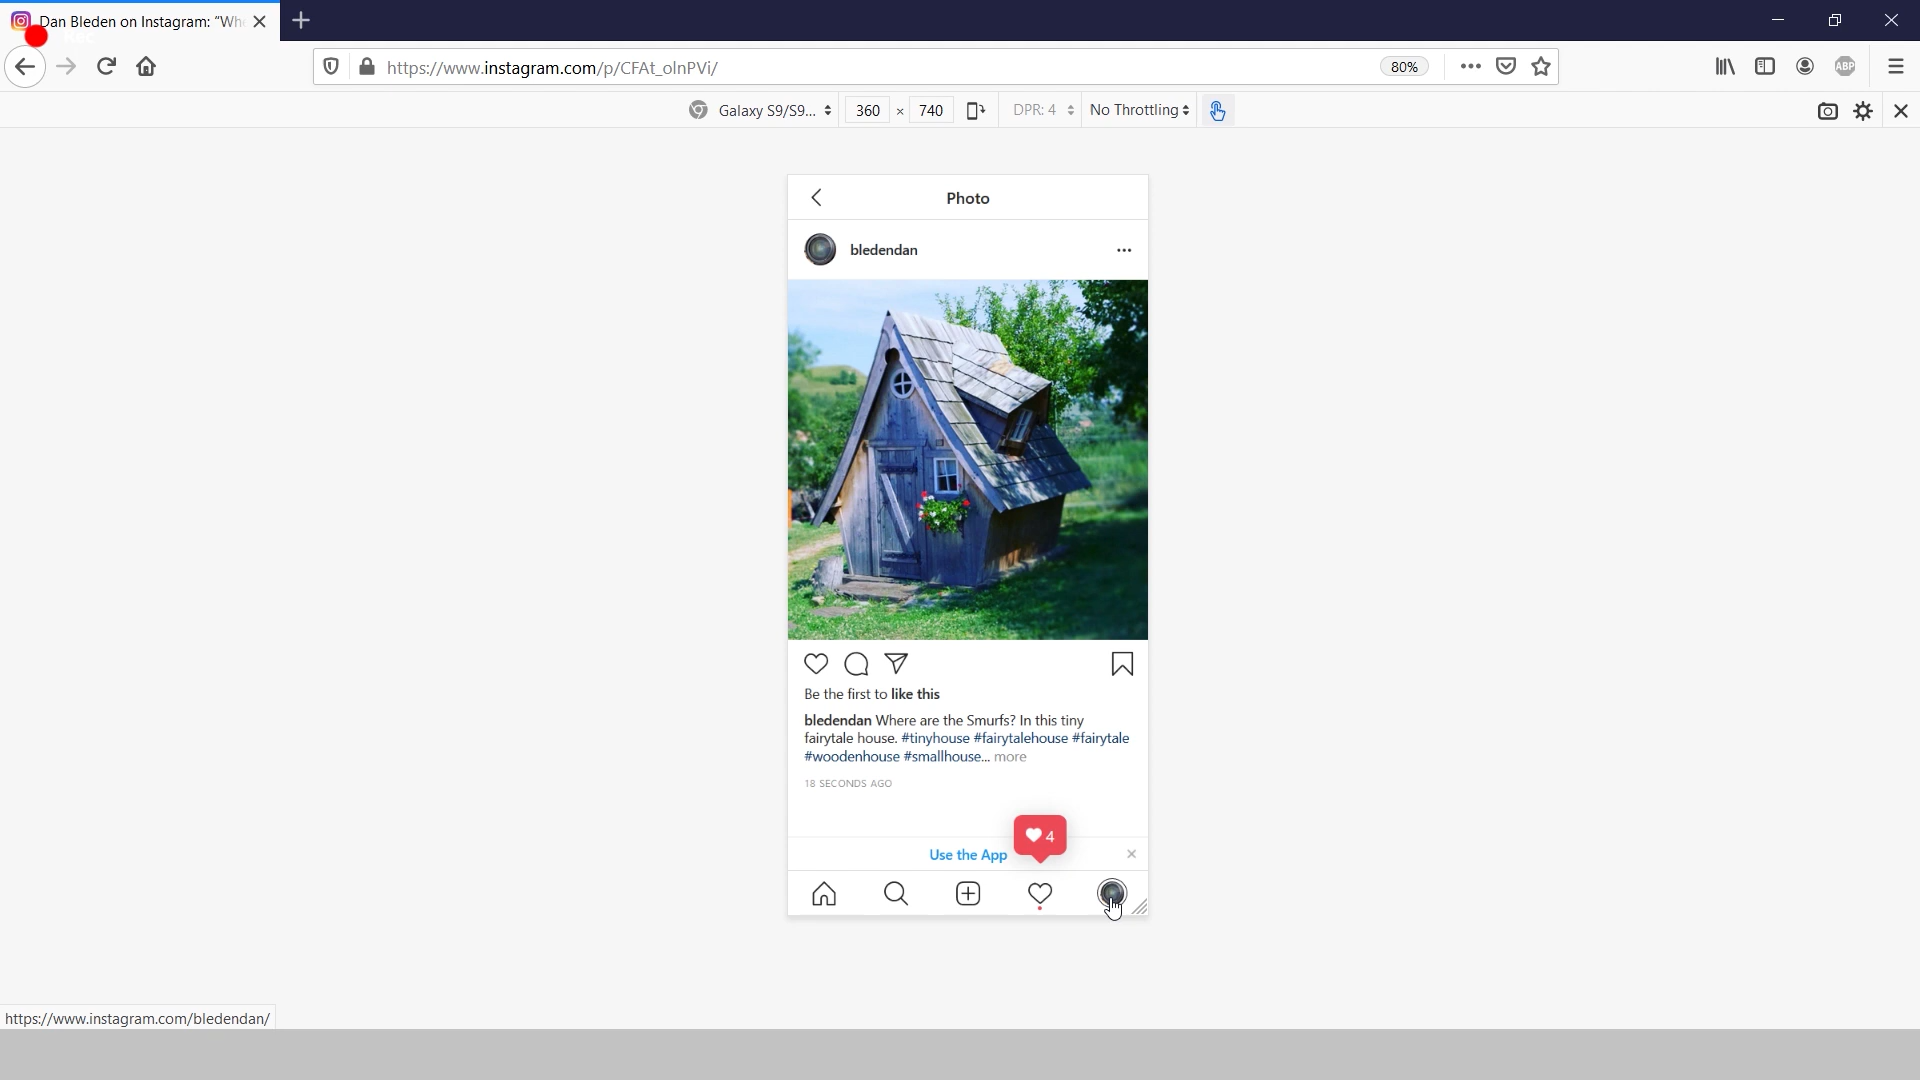 Dan Bleden on Instagram: “Whe
https://www.instagram.com/p/CFAt_olnPVi/
80%
ABP
Galaxy S9/S9...
360 × 740
DPR: 4
No Throttling
Photo
bledendan
Be the first to like this
bledendan Where are the Smurfs? In this tiny
fairytale house. #tinyhouse #fairytalehouse #fairytale
#woodenhouse #smallhouse... more
18 SECONDS AGO
4
Use the App
https://www.instagram.com/bledendan/